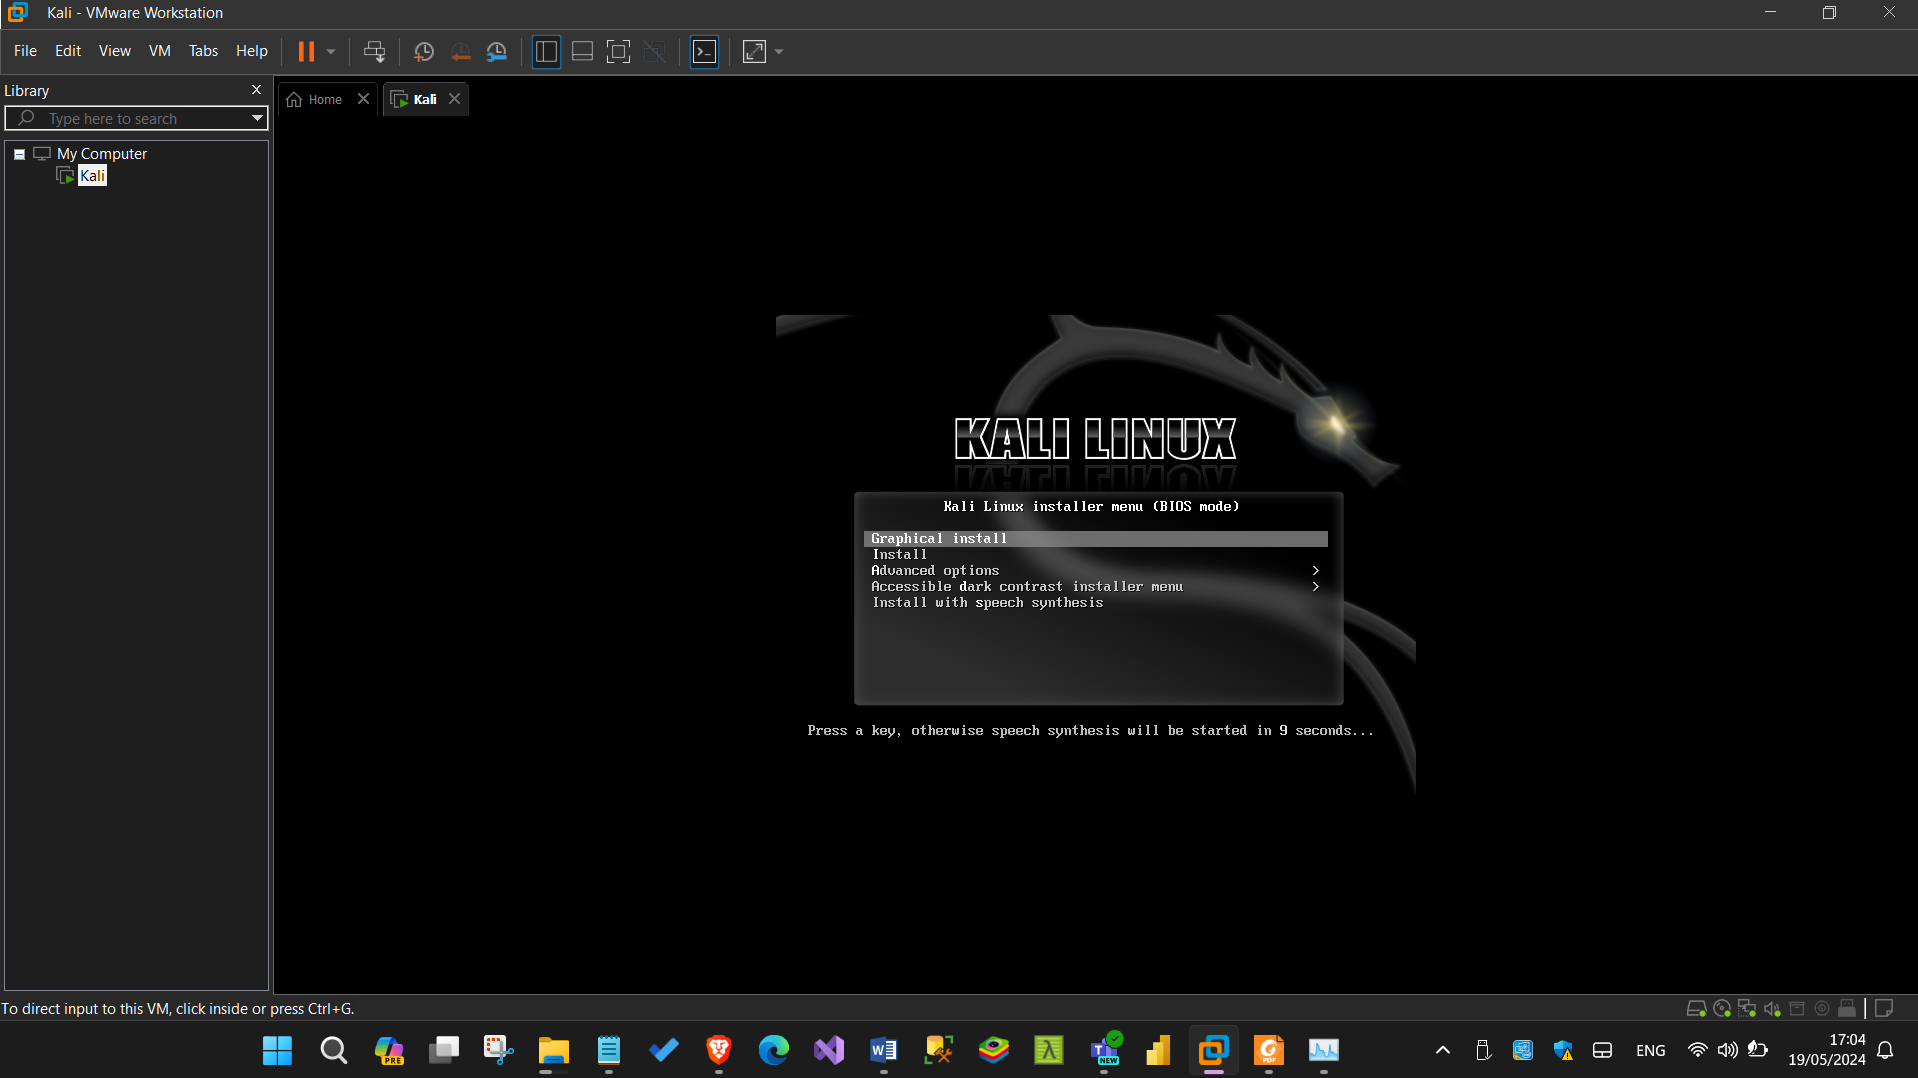 Kali - VMware Workstation
File Edit View VM Tabs Help
Library
Home
Kali
Type here to search
My Computer
Kali
KALI LINUX
Kali Linux installer menu (BIOS mode)
Graphical install
Install
Advanced options >
Accessible dark contrast installer menu >
Install with speech synthesis
Press a key, otherwise speech synthesis will be started in 9 seconds...
To direct input to this VM, click inside or press Ctrl+G.
PRE
NEW
PDF
ENG
17:04
19/05/2024